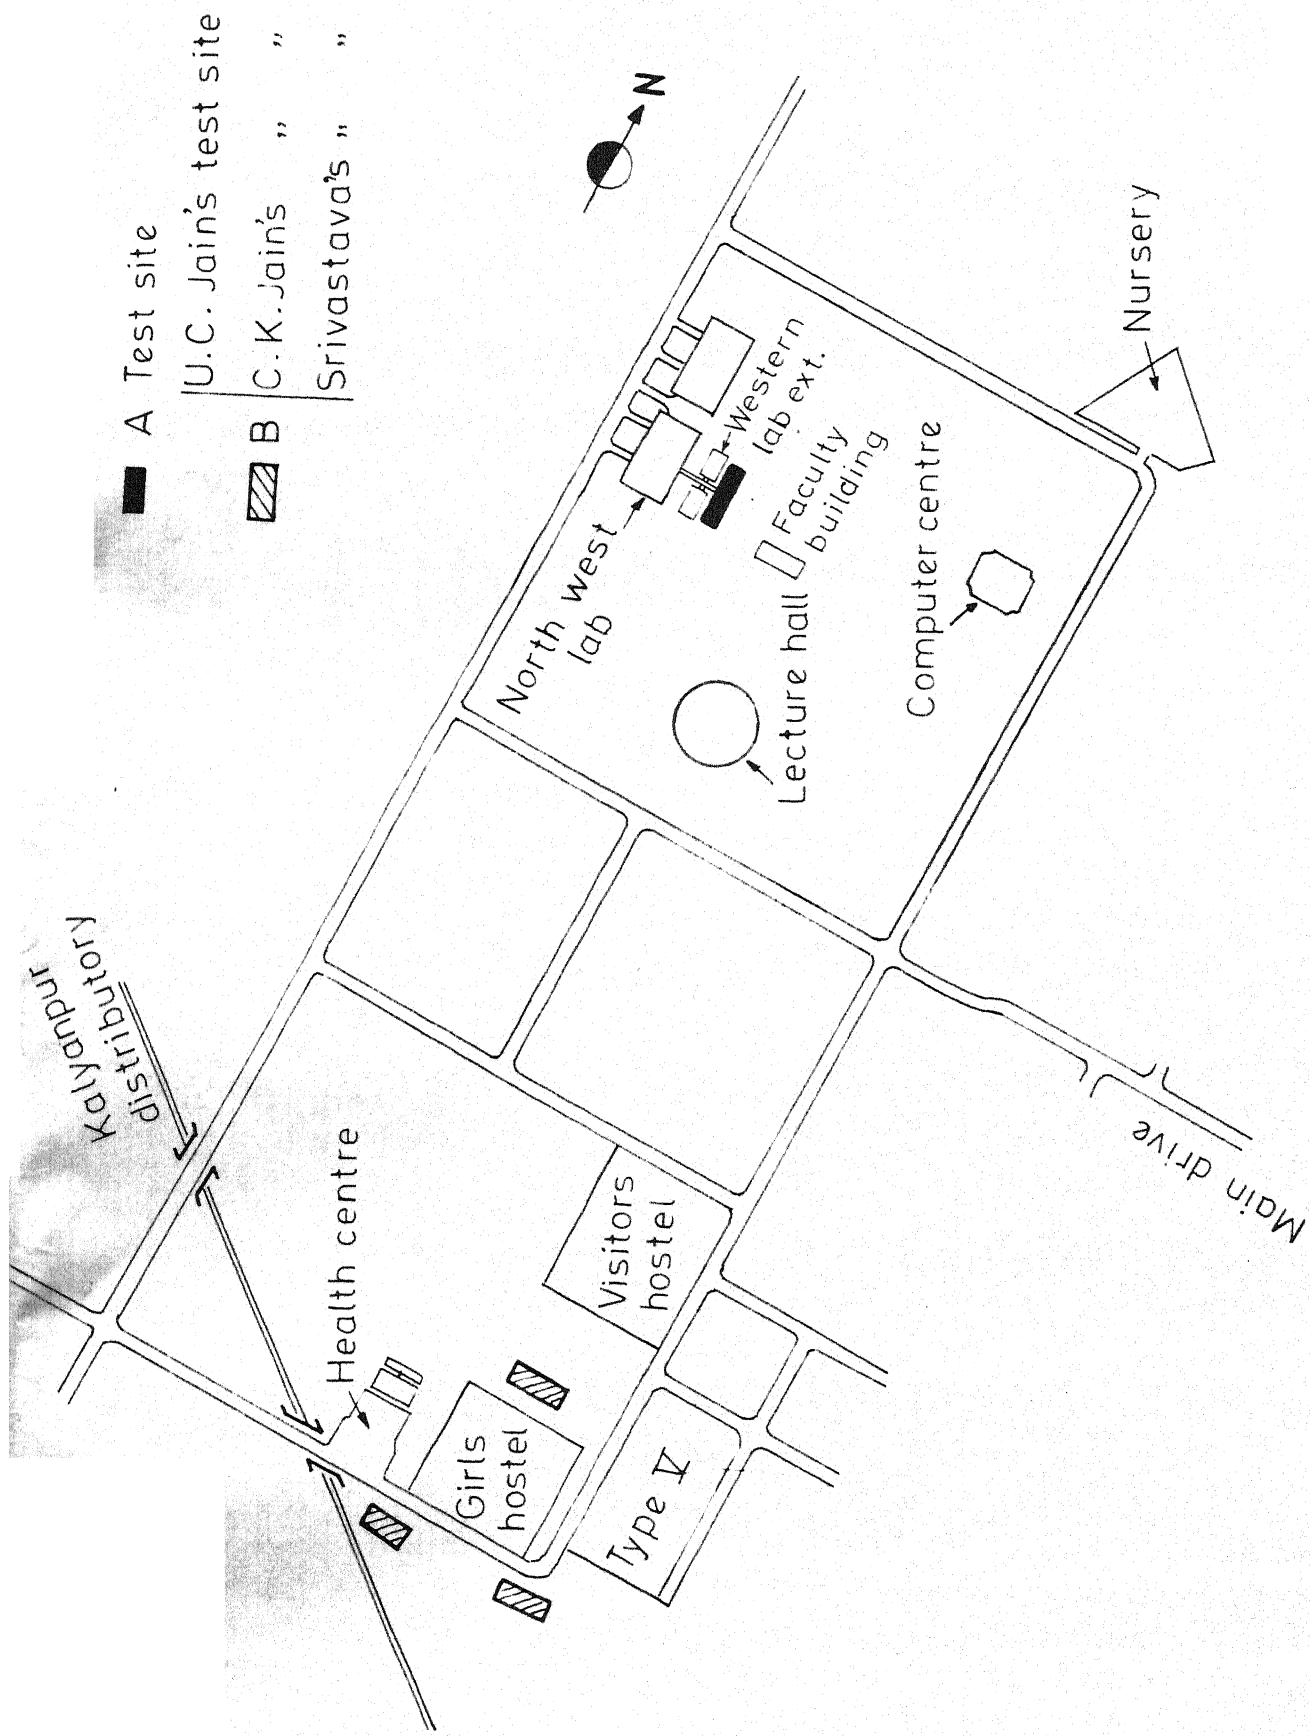 A Test site
U.C. Jain's test site
B C.K. Jain's „ „
Srivastava's „ „
N
Kalyanpur
distributory
North west
lab
Western
lab ext.
Faculty
building
Lecture hall
Computer centre
Nursery
Health centre
Visitors
hostel
Girls
hostel
Type V
Main drive